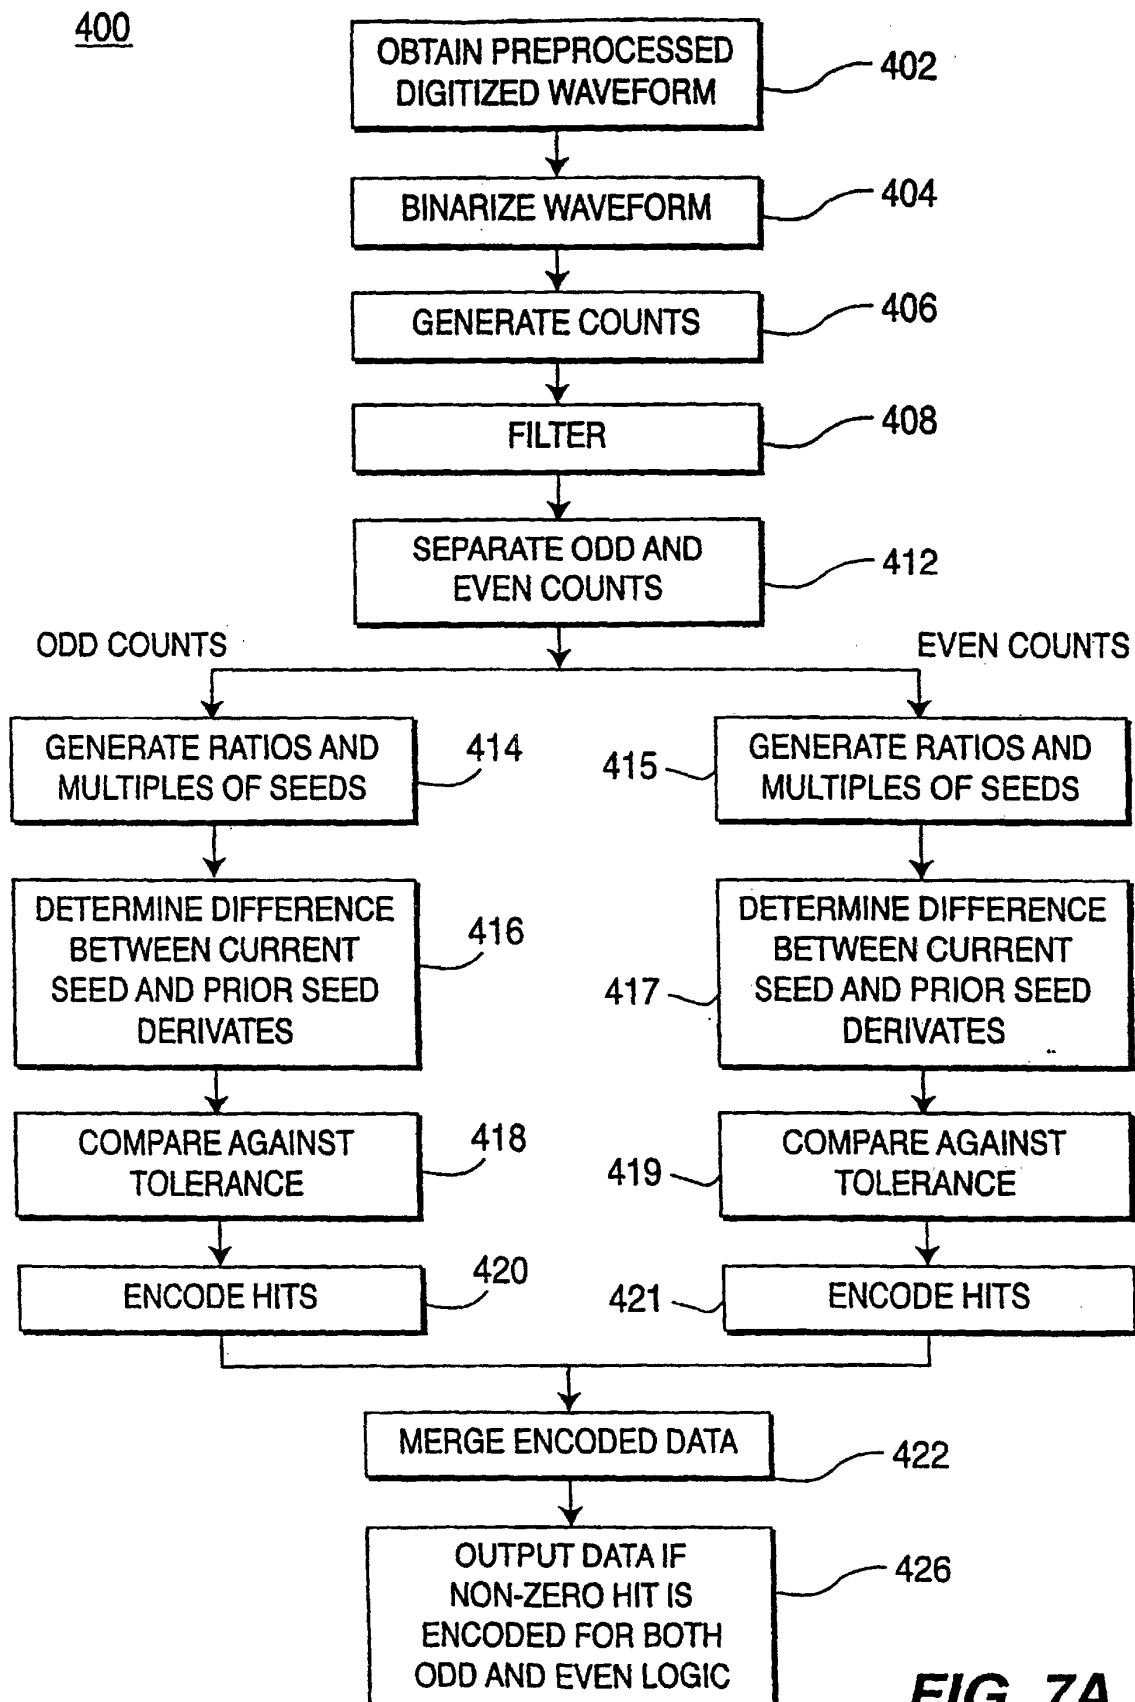 400
OBTAIN PREPROCESSED
DIGITIZED WAVEFORM
402
BINARIZE WAVEFORM
404
GENERATE COUNTS
406
FILTER
408
SEPARATE ODD AND
EVEN COUNTS
412
ODD COUNTS
EVEN COUNTS
GENERATE RATIOS AND
MULTIPLES OF SEEDS
414
415
GENERATE RATIOS AND
MULTIPLES OF SEEDS
DETERMINE DIFFERENCE
BETWEEN CURRENT
SEED AND PRIOR SEED
DERIVATES
416
417
DETERMINE DIFFERENCE
BETWEEN CURRENT
SEED AND PRIOR SEED
DERIVATES
COMPARE AGAINST
TOLERANCE
418
419
COMPARE AGAINST
TOLERANCE
ENCODE HITS
420
421
ENCODE HITS
MERGE ENCODED DATA
422
OUTPUT DATA IF
NON-ZERO HIT IS
ENCODED FOR BOTH
ODD AND EVEN LOGIC
426
FIG. 7A